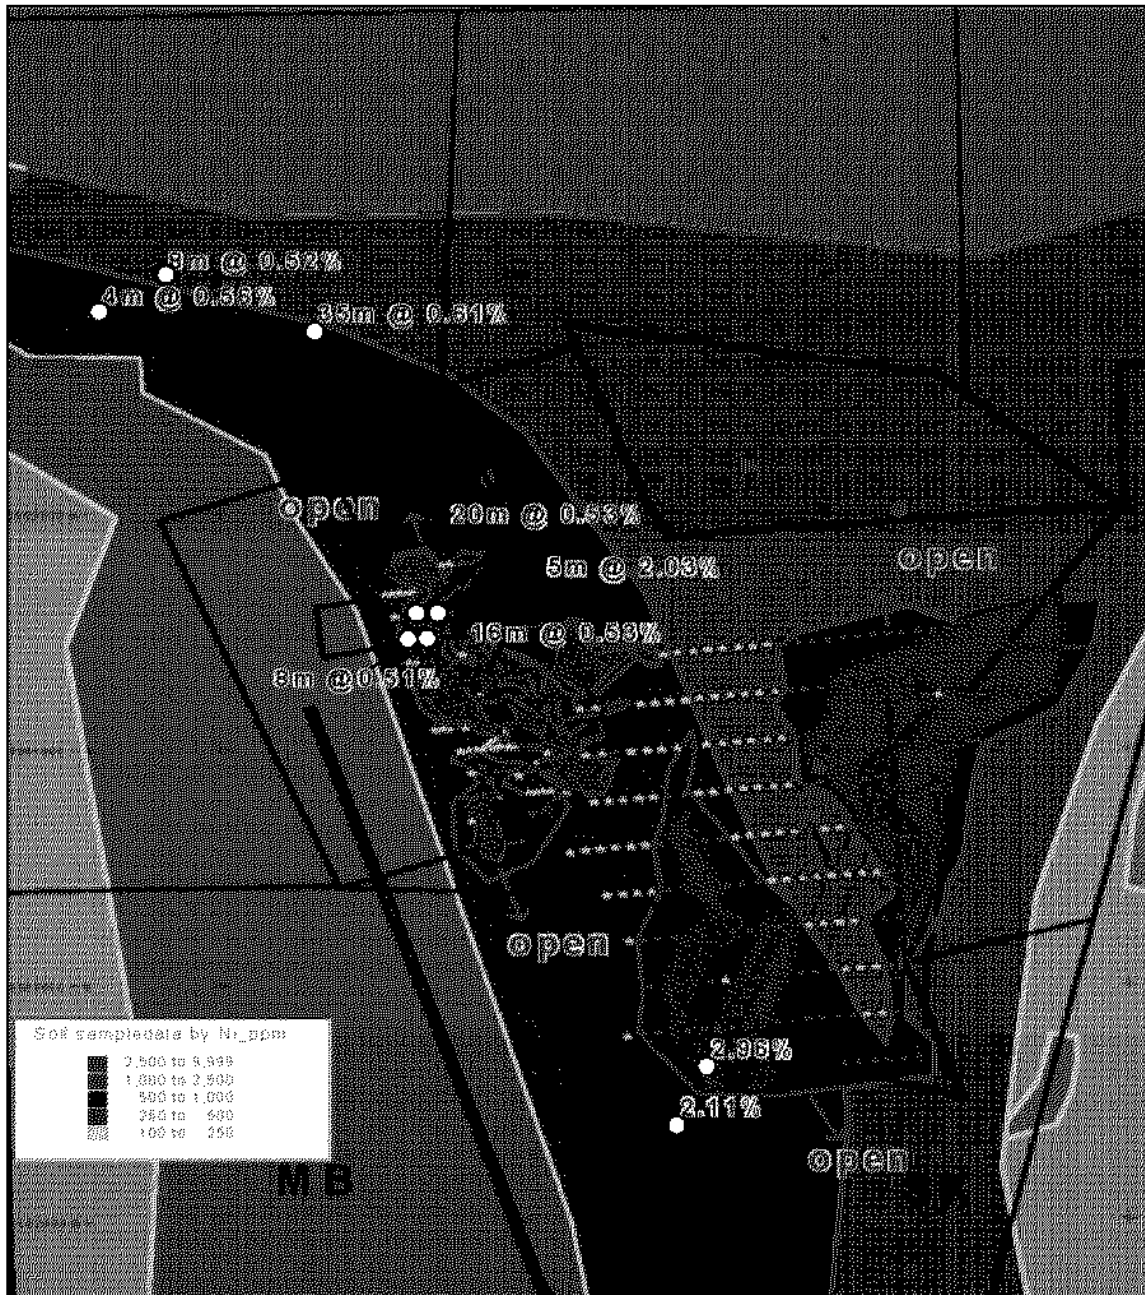 8m @ 0.52%
4m @ 0.56%
35m @ 0.61%
open
20m @ 0.53%
open
5m @ 2.03%
16m @ 0.53%
8m @0.51%
open
Soil sampledata by Ni_ppm
2,500 to 9,999
1,000 to 2,500
500 to 1,000
250 to 500
100 to 250
2.96%
2.11%
open
MB